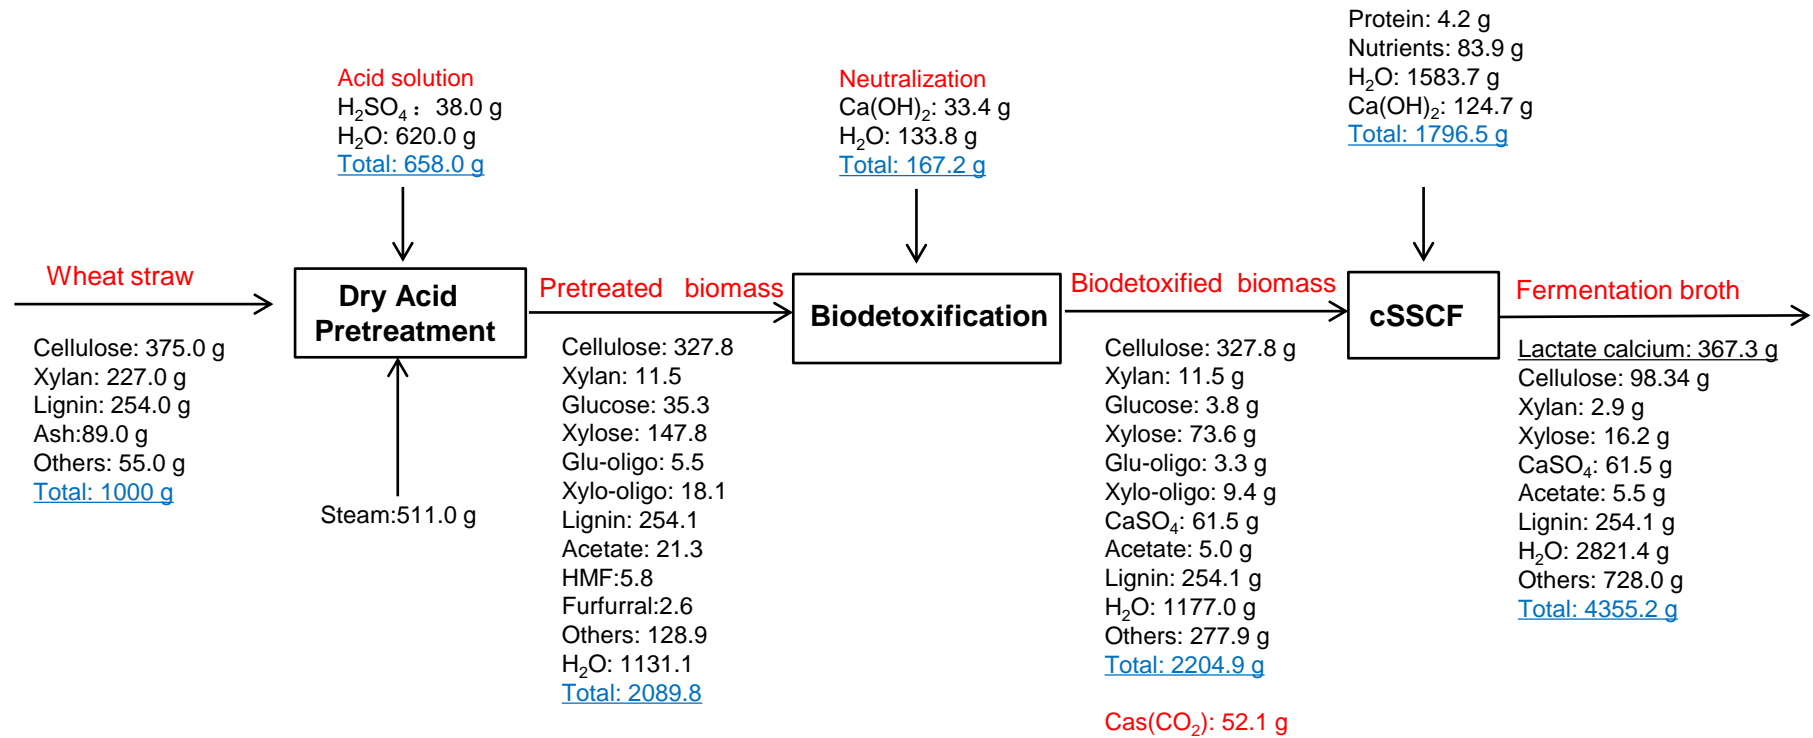 Protein: 4.2 g
Nutrients: 83.9 g
H₂O: 1583.7 g
Ca(OH)₂: 124.7 g
Total: 1796.5 g
Acid solution
H₂SO₄： 38.0 g
H₂O: 620.0 g
Total: 658.0 g
Neutralization
Ca(OH)₂: 33.4 g
H₂O: 133.8 g
Total: 167.2 g
Wheat straw
Dry Acid
Pretreatment
Pretreated biomass
Biodetoxification
Biodetoxified biomass
cSSCF
Fermentation broth
Cellulose: 375.0 g
Xylan: 227.0 g
Lignin: 254.0 g
Ash:89.0 g
Others: 55.0 g
Total: 1000 g
Steam:511.0 g
Cellulose: 327.8
Xylan: 11.5
Glucose: 35.3
Xylose: 147.8
Glu-oligo: 5.5
Xylo-oligo: 18.1
Lignin: 254.1
Acetate: 21.3
HMF:5.8
Furfurral:2.6
Others: 128.9
H₂O: 1131.1
Total: 2089.8
Cellulose: 327.8 g
Xylan: 11.5 g
Glucose: 3.8 g
Xylose: 73.6 g
Glu-oligo: 3.3 g
Xylo-oligo: 9.4 g
CaSO₄: 61.5 g
Acetate: 5.0 g
Lignin: 254.1 g
H₂O: 1177.0 g
Others: 277.9 g
Total: 2204.9 g
Cas(CO₂): 52.1 g
Lactate calcium: 367.3 g
Cellulose: 98.34 g
Xylan: 2.9 g
Xylose: 16.2 g
CaSO₄: 61.5 g
Acetate: 5.5 g
Lignin: 254.1 g
H₂O: 2821.4 g
Others: 728.0 g
Total: 4355.2 g